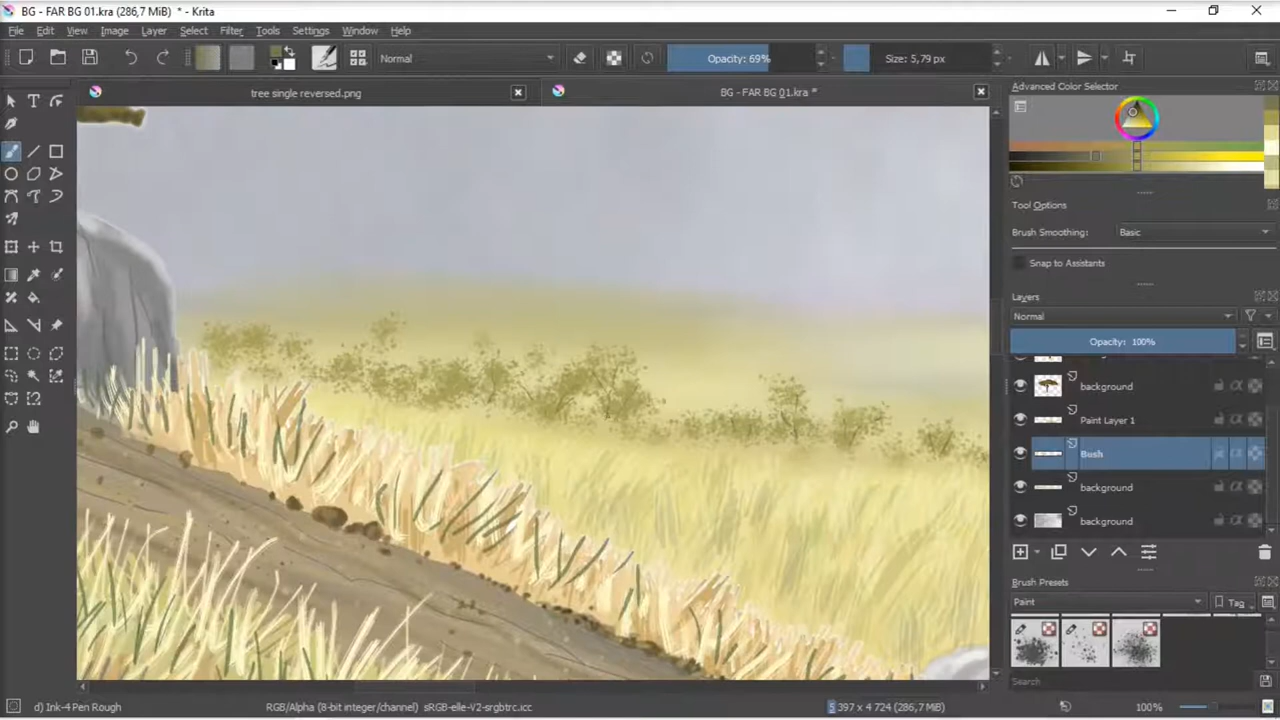 BG - FAR BG 01.kra (286,7 MiB) * - Krita
File Edit View Image Layer Select Filter Tools Settings Window Help
Normal
Opacity: 69%
Size: 5,79 px
tree single reversed.png
BG - FAR BG 01.kra *
Advanced Color Selector
Tool Options
Brush Smoothing: Basic
Snap to Assistants
Layers
Normal
Opacity: 100%
background
Paint Layer 1
Bush
background
background
Brush Presets
Paint
Tag
Search
d) Ink-4 Pen Rough
RGB/Alpha (8-bit integer/channel) sRGB-elle-V2-srgbtrc.icc
5 397 x 4 724 (286,7 MiB)
100%